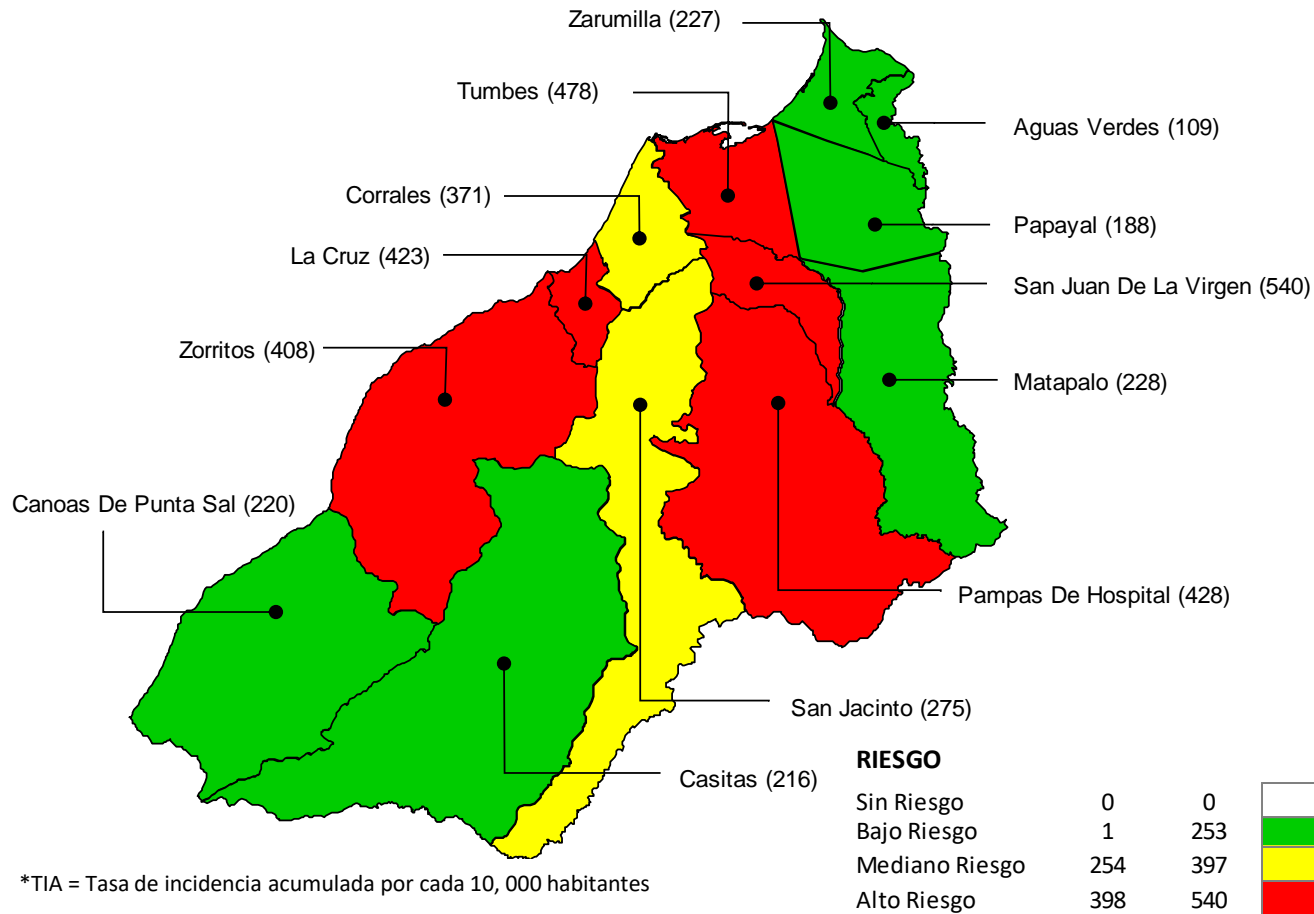 Zarumilla (227)
Tumbes (478)
Aguas Verdes (109)
Corrales (371)
Papayal (188)
La Cruz (423)
San Juan De La Virgen (540)
Zorritos (408)
Matapalo (228)
Canoas De Punta Sal (220)
Pampas De Hospital (428)
San Jacinto (275)
Casitas (216)
RIESGO
Sin Riesgo 0 0
Bajo Riesgo 1 253
Mediano Riesgo 254 397
Alto Riesgo 398 540
*TIA = Tasa de incidencia acumulada por cada 10, 000 habitantes